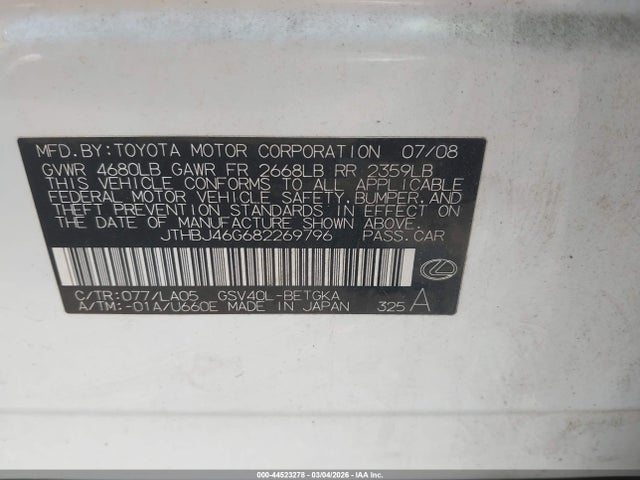 MFD.BY:TOYOTA MOTOR CORPORATION 07/08
GVWR 4680LB GAWR FR 2668LB RR 2359LB
THIS VEHICLE CONFORMS TO ALL APPLICABLE
FEDERAL MOTOR VEHICLE SAFETY,BUMPER,AND
THEFT PREVENTION STANDARDS IN EFFECT ON
THE DATE OF MANUFACTURE SHOWN ABOVE.
JTHBJ46G682269796 PASS.CAR
C/TR:077/LA05 GSV40L-BETGKA
A/TM:-01A/U660E MADE IN JAPAN 325 A
000-44523278 - 03/04/2026 - IAA Inc.